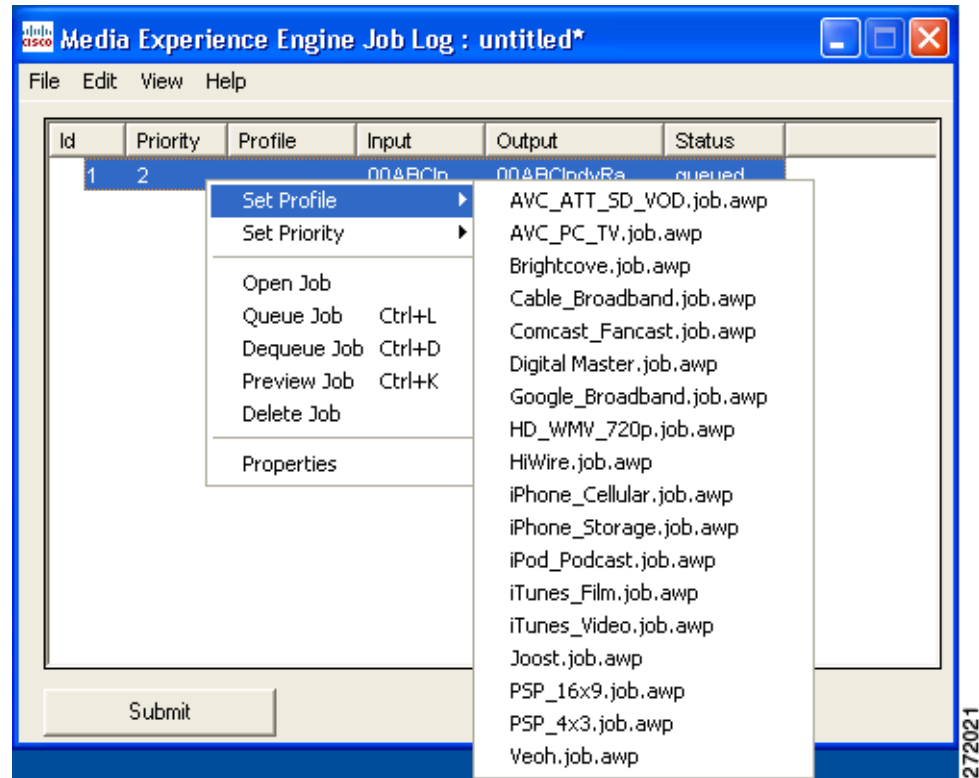 cisco Media Experience Engine Job Log : untitled*
File Edit View Help
Id Priority Profile Input Output Status
1 2 00ABCIn 00ABCIndyRa queued
Set Profile
Set Priority
Open Job
Queue Job Ctrl+L
Dequeue Job Ctrl+D
Preview Job Ctrl+K
Delete Job
Properties
AVC_ATT_SD_VOD.job.awp
AVC_PC_TV.job.awp
Brightcove.job.awp
Cable_Broadband.job.awp
Comcast_Fancast.job.awp
Digital Master.job.awp
Google_Broadband.job.awp
HD_WMV_720p.job.awp
HiWire.job.awp
iPhone_Cellular.job.awp
iPhone_Storage.job.awp
iPod_Podcast.job.awp
iTunes_Film.job.awp
iTunes_Video.job.awp
Joost.job.awp
PSP_16x9.job.awp
PSP_4x3.job.awp
Veoh.job.awp
Submit
272021